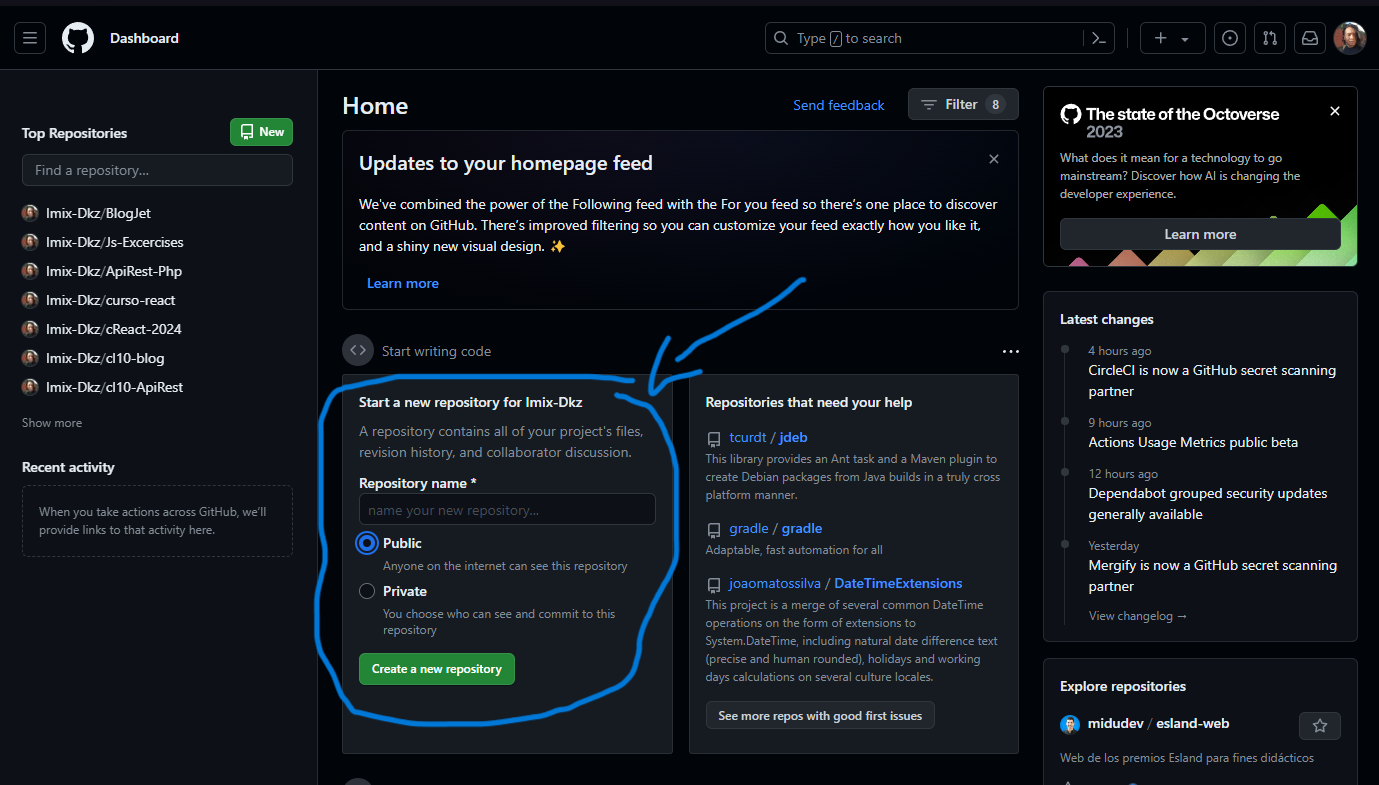 Dashboard
Type / to search
Home
Send feedback
Filter 8
Top Repositories
New
Find a repository...
Imix-Dkz/BlogJet
Imix-Dkz/Js-Excercises
Imix-Dkz/ApiRest-Php
Imix-Dkz/curso-react
Imix-Dkz/cReact-2024
Imix-Dkz/cl10-blog
Imix-Dkz/cl10-ApiRest
Show more
Recent activity
When you take actions across GitHub, we'll
provide links to that activity here.
Updates to your homepage feed
We've combined the power of the Following feed with the For you feed so there's one place to discover
content on GitHub. There's improved filtering so you can customize your feed exactly how you like it,
and a shiny new visual design. ✨
Learn more
Start writing code
Start a new repository for Imix-Dkz
A repository contains all of your project's files,
revision history, and collaborator discussion.
Repository name *
name your new repository...
Public
Anyone on the internet can see this repository
Private
You choose who can see and commit to this
repository
Create a new repository
Repositories that need your help
tcurdt / jdeb
This library provides an Ant task and a Maven plugin to
create Debian packages from Java builds in a truly cross
platform manner.
gradle / gradle
Adaptable, fast automation for all
joaomatossilva / DateTimeExtensions
This project is a merge of several common DateTime
operations on the form of extensions to
System.DateTime, including natural date difference text
(precise and human rounded), holidays and working
days calculations on several culture locales.
See more repos with good first issues
The state of the Octoverse
2023
What does it mean for a technology to go
mainstream? Discover how AI is changing the
developer experience.
Learn more
Latest changes
4 hours ago
CircleCI is now a GitHub secret scanning
partner
9 hours ago
Actions Usage Metrics public beta
12 hours ago
Dependabot grouped security updates
generally available
Yesterday
Mergify is now a GitHub secret scanning
partner
View changelog →
Explore repositories
midudev / esland-web
Web de los premios Esland para fines didácticos